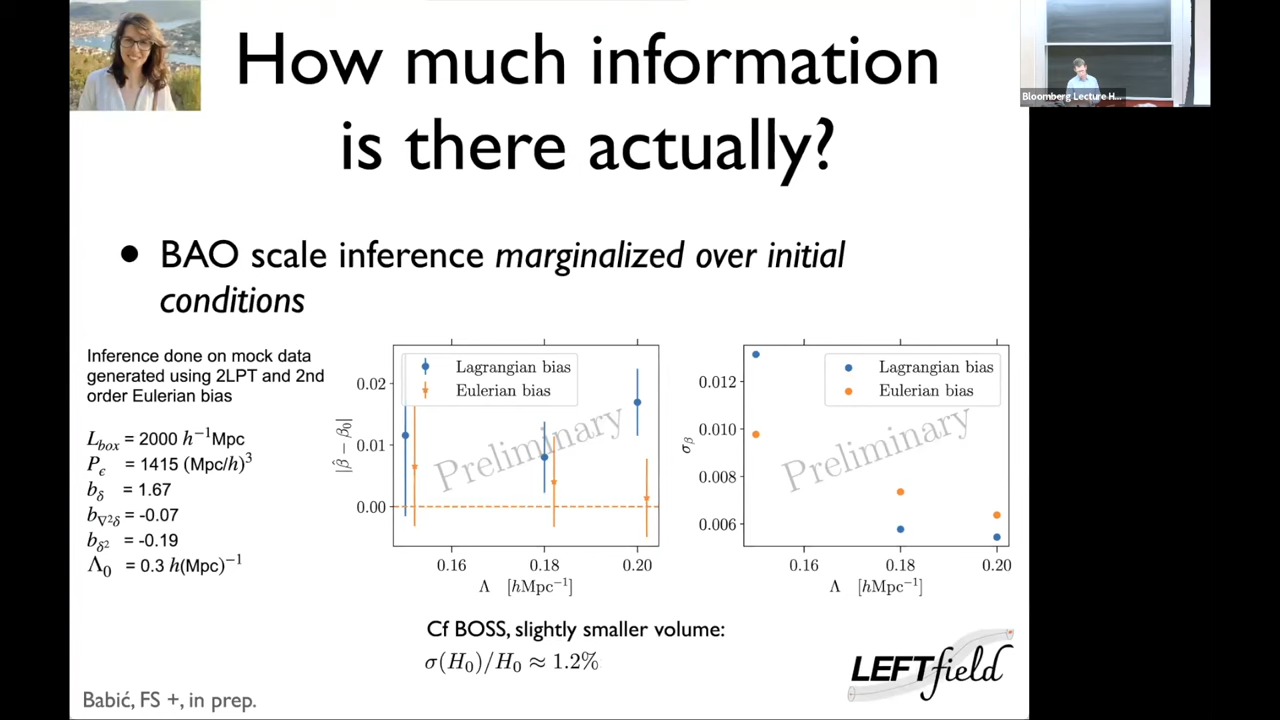 How much information
is there actually?
Bloomberg Lecture H...
• BAO scale inference marginalized over initial
conditions
Inference done on mock data
generated using 2LPT and 2nd
order Eulerian bias
L_box = 2000 h⁻¹Mpc
P_ϵ = 1415 (Mpc/h)³
b_δ = 1.67
b_∇²δ = -0.07
b_δ² = -0.19
Λ₀ = 0.3 h(Mpc)⁻¹
Lagrangian bias
Eulerian bias
Preliminary
|β̂ − β₀|
0.02
0.01
0.00
0.16 0.18 0.20
Λ [hMpc⁻¹]
Lagrangian bias
Eulerian bias
Preliminary
σ_β
0.012
0.010
0.008
0.006
0.16 0.18 0.20
Λ [hMpc⁻¹]
Cf BOSS, slightly smaller volume:
σ(H₀)/H₀ ≈ 1.2%
LEFTfield
Babić, FS +, in prep.